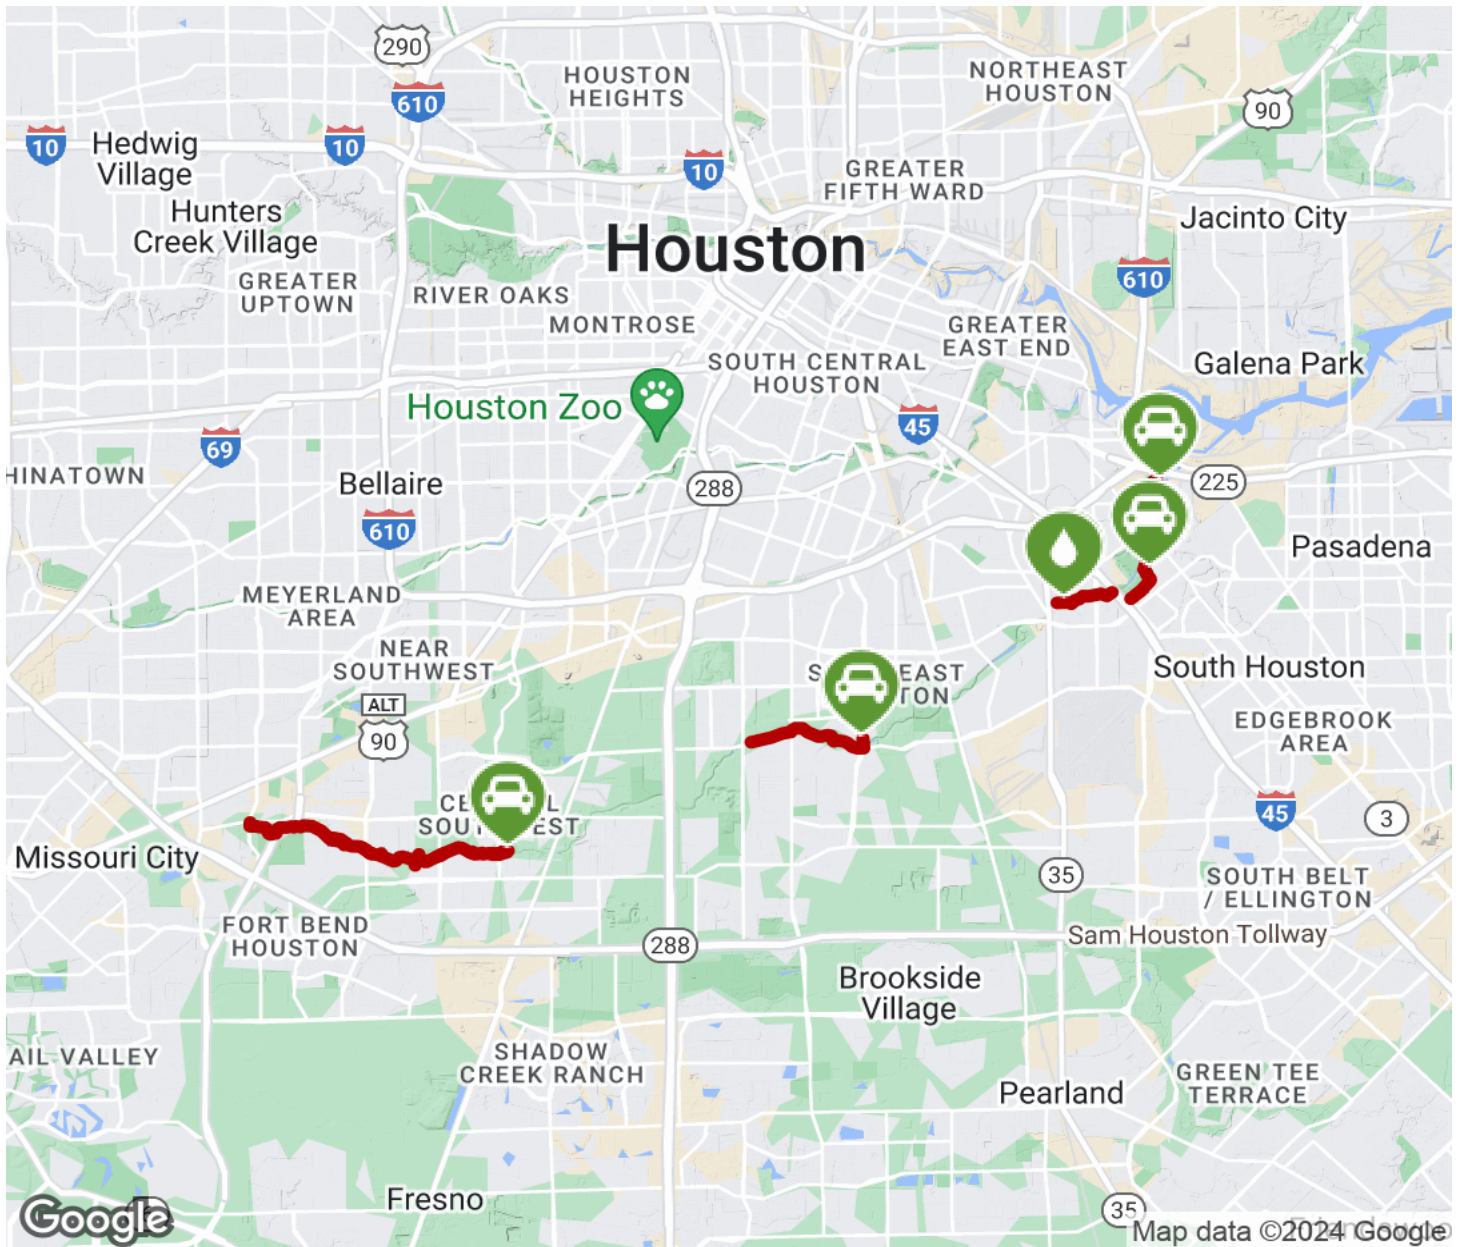 290
HOUSTON
HEIGHTS
NORTHEAST
HOUSTON
610
90
10
Hedwig
Village
10
10
GREATER
FIFTH WARD
Hunters
Creek Village
Jacinto City
Houston
GREATER
UPTOWN
RIVER OAKS
610
MONTROSE
GREATER
EAST END
SOUTH CENTRAL
HOUSTON
Galena Park
Houston Zoo
45
69
HINATOWN
Bellaire
288
225
610
Pasadena
MEYERLAND
AREA
NEAR
SOUTHWEST
South Houston
ALT
90
EDGEBROOK
AREA
45
3
Missouri City
35
SOUTH BELT
/ ELLINGTON
FORT BEND
HOUSTON
288
Sam Houston Tollway
Brookside
Village
AIL VALLEY
SHADOW
CREEK RANCH
GREEN TEE
TERRACE
Pearland
Fresno
35
Google
Map data ©2024 Google